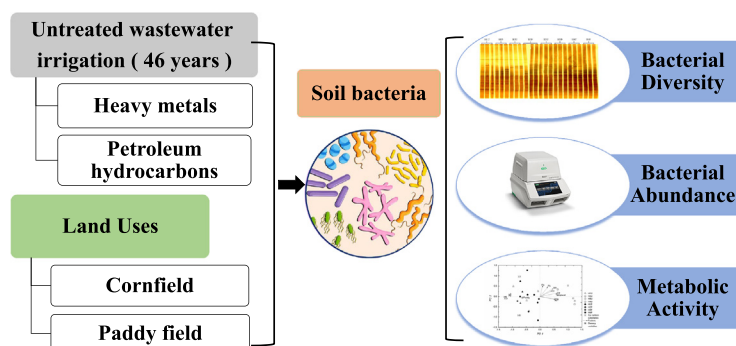 Untreated wastewater
irrigation ( 46 years )
Heavy metals
Petroleum
hydrocarbons
Land Uses
Cornfield
Paddy field
Soil bacteria
Bacterial
Diversity
Bacterial
Abundance
Metabolic
Activity